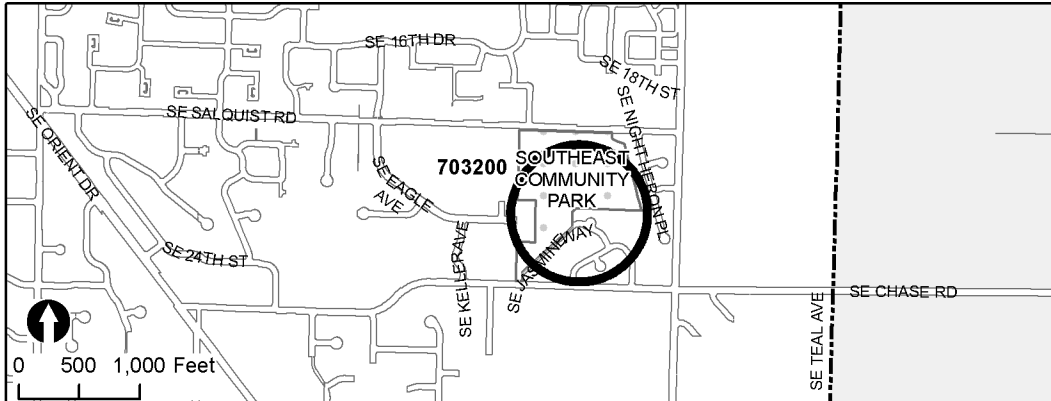 SE 16TH DR
SE 18TH ST
SE SALQUIST RD
SE ORIENT DR
SE NIGHT HERON PL
703200
SOUTHEAST
COMMUNITY
PARK
SE EAGLE
AVE
SE 24TH ST
SE KELLER AVE
SE JASMINE WAY
SE CHASE RD
SE TEAL AVE
0 500 1,000 Feet